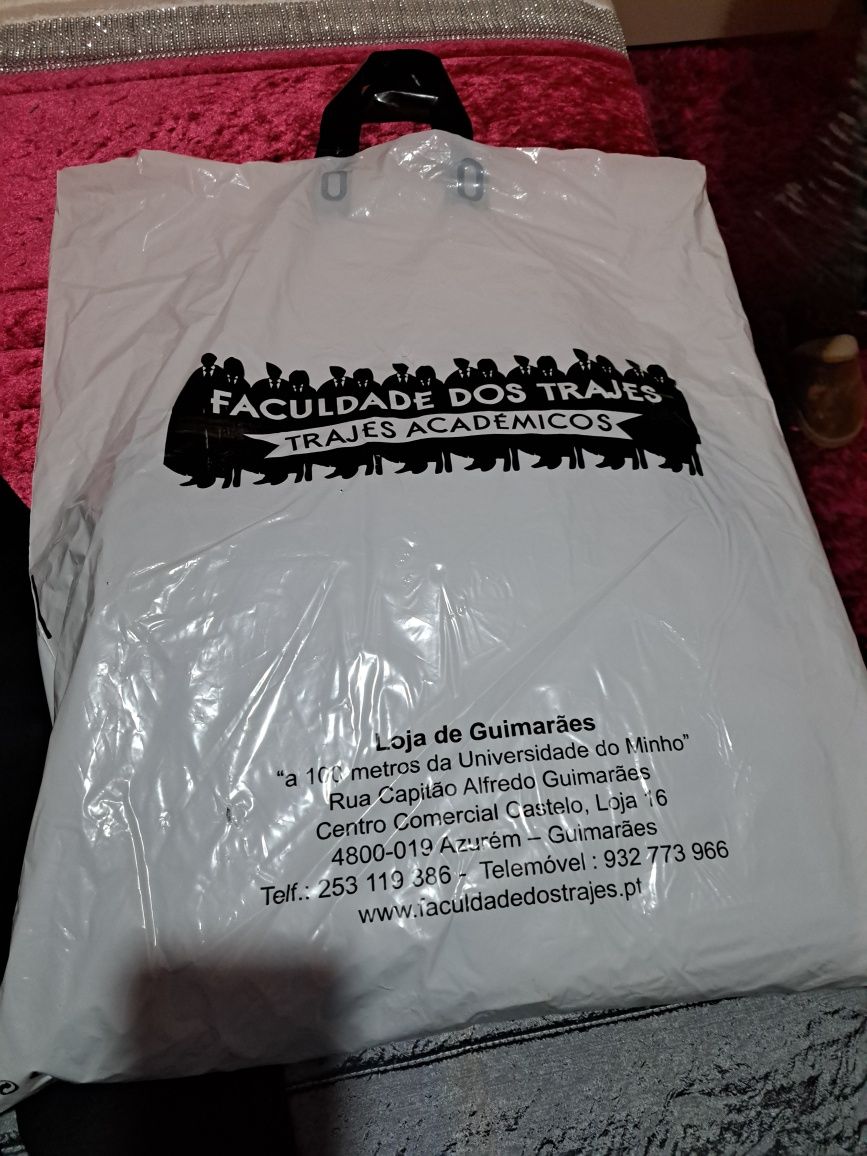 FACULDADE DOS TRAJES
TRAJES ACADÉMICOS
Loja de Guimarães
“a 100 metros da Universidade do Minho”
Rua Capitão Alfredo Guimarães
Centro Comercial Castelo, Loja 16
4800-019 Azurém – Guimarães
Telf.: 253 119 386 - Telemóvel : 932 773 966
www.faculdadedostrajes.pt